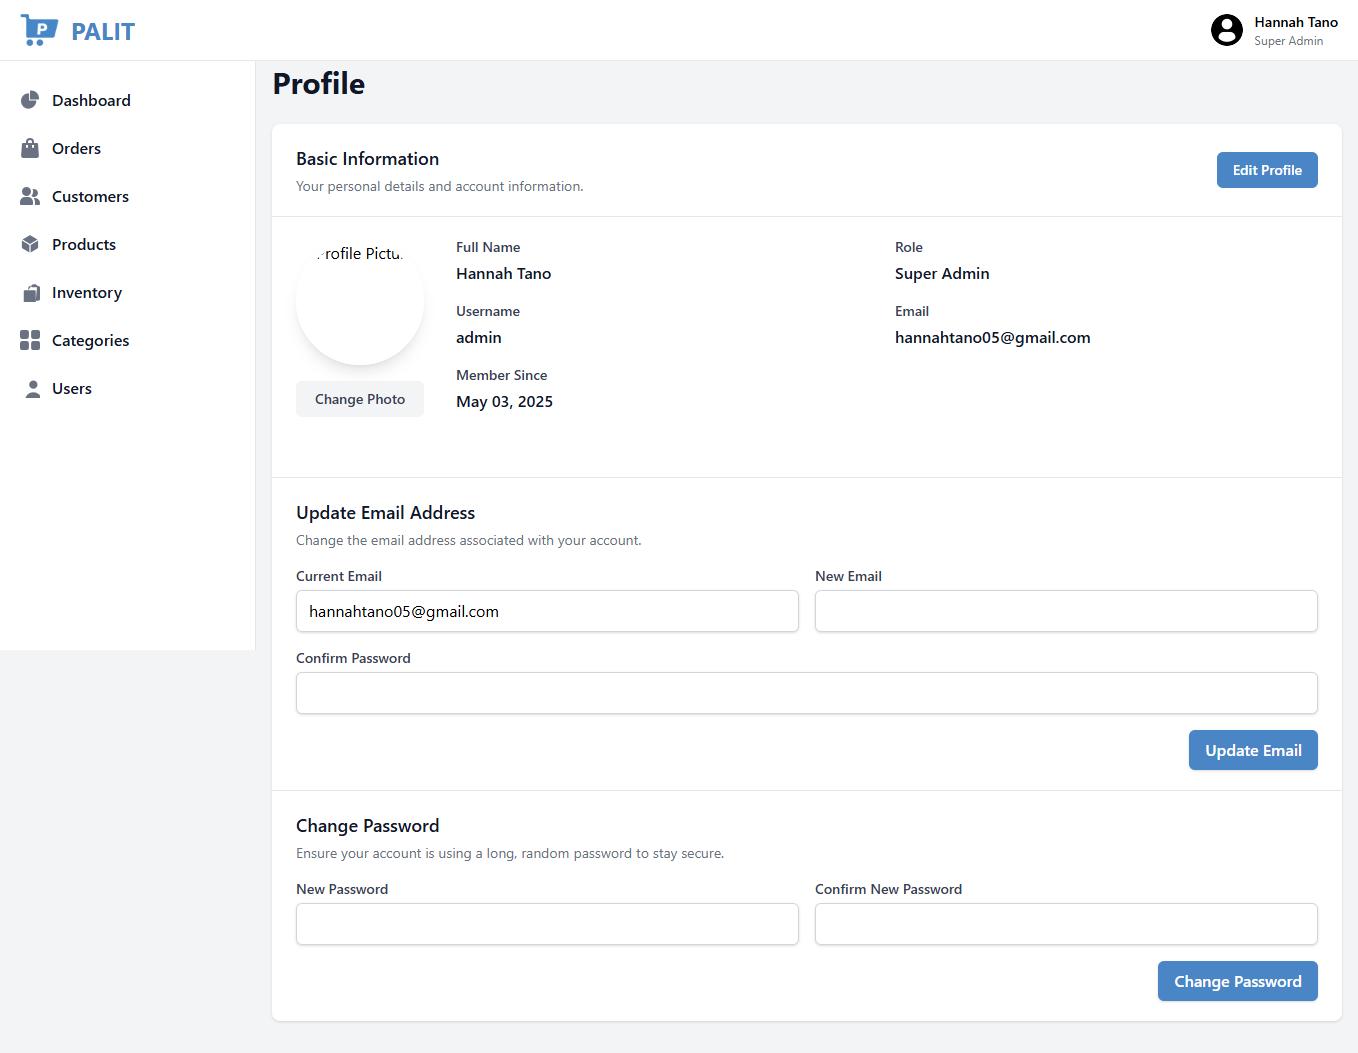 P PALIT
Hannah Tano
Super Admin
Dashboard
Orders
Customers
Products
Inventory
Categories
Users
Profile
Basic Information
Your personal details and account information.
Edit Profile
Profile Pictu
Change Photo
Full Name
Hannah Tano
Role
Super Admin
Username
admin
Email
hannahtano05@gmail.com
Member Since
May 03, 2025
Update Email Address
Change the email address associated with your account.
Current Email
New Email
hannahtano05@gmail.com
Confirm Password
Update Email
Change Password
Ensure your account is using a long, random password to stay secure.
New Password
Confirm New Password
Change Password